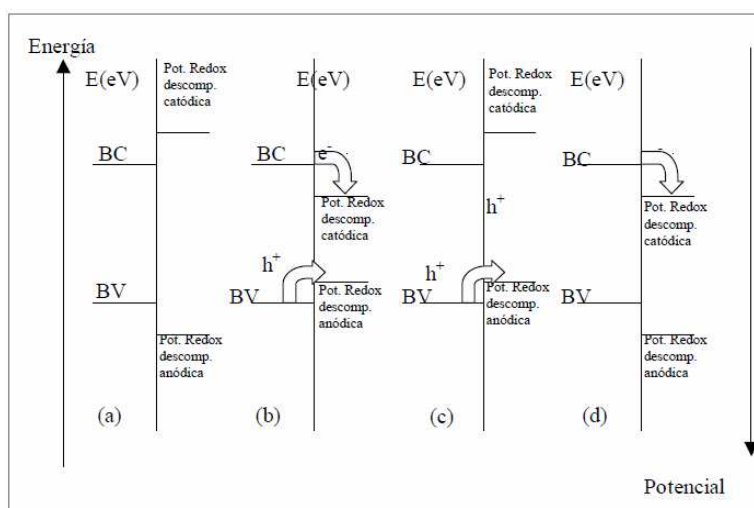 Energía
E(eV)
Pot. Redox
descomp.
catódica
BC
BV
Pot. Redox
descomp.
anódica
(a)
E(eV)
BC
e-
Pot. Redox
descomp.
catódica
h+
BV
Pot. Redox
descomp.
anódica
(b)
E(eV)
Pot. Redox
descomp.
catódica
BC
h+
h+
BV
Pot. Redox
descomp.
anódica
(c)
E(eV)
BC
Pot. Redox
descomp.
catódica
BV
Pot. Redox
descomp.
anódica
(d)
Potencial